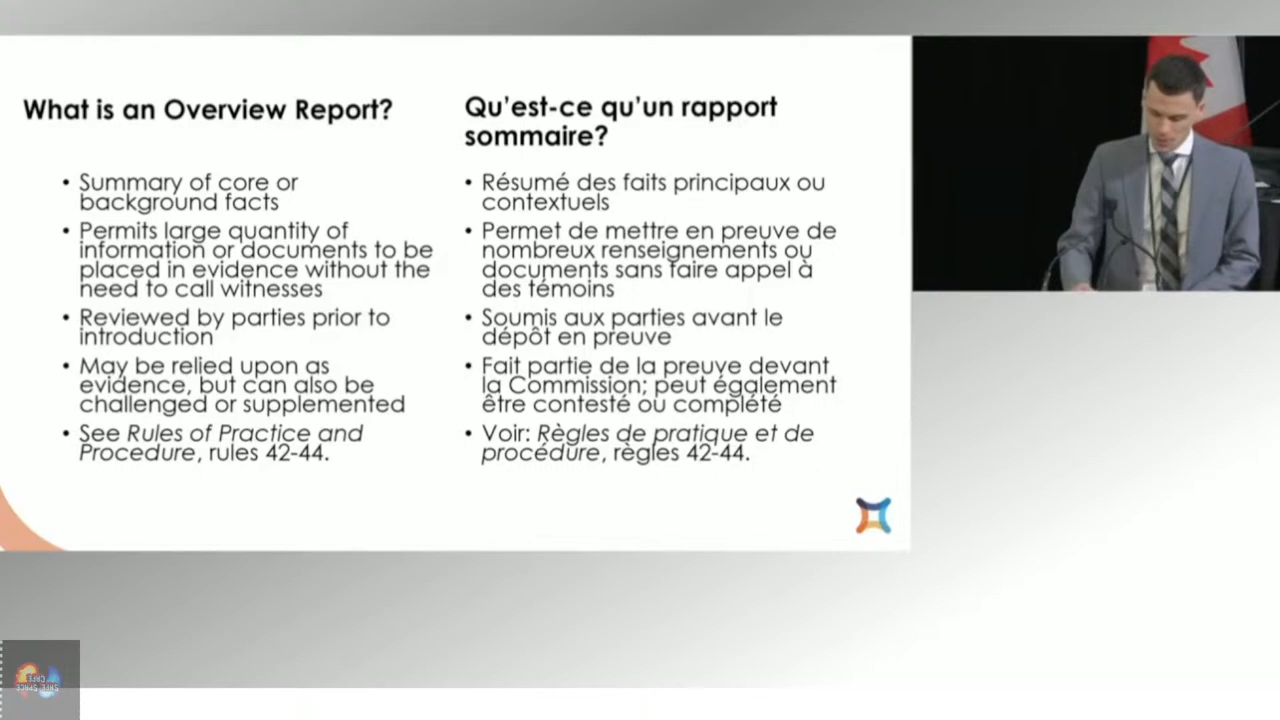 What is an Overview Report?
• Summary of core or
background facts
• Permits large quantity of
information or documents to be
placed in evidence without the
need to call witnesses
• Reviewed by parties prior to
introduction
• May be relied upon as
evidence, but can also be
challenged or supplemented
• See Rules of Practice and
Procedure, rules 42-44.
Qu’est-ce qu’un rapport
sommaire?
• Résumé des faits principaux ou
contextuels
• Permet de mettre en preuve de
nombreux renseignements ou
documents sans faire appel à
des témoins
• Soumis aux parties avant le
dépôt en preuve
• Fait partie de la preuve devant
la Commission; peut également
être contesté ou complété
• Voir: Règles de pratique et de
procédure, règles 42-44.
SAFE SPACE
CAFE